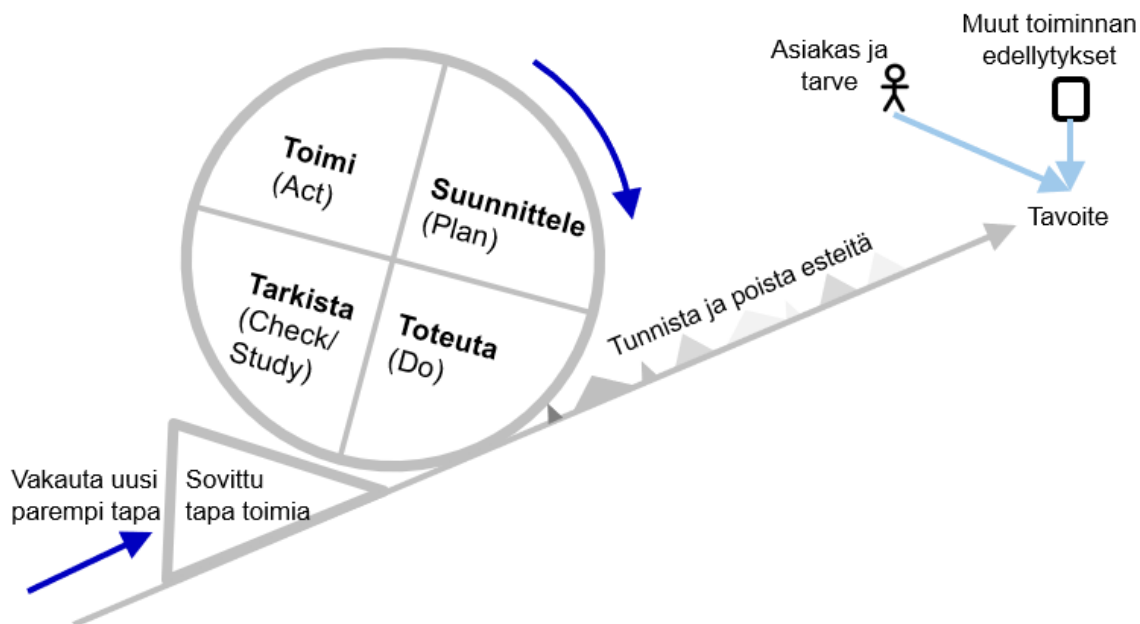 Muut toiminnan
edellytykset
Asiakas ja
tarve
Tavoite
Toimi
(Act)
Suunnittele
(Plan)
Tarkista
(Check/
Study)
Toteuta
(Do)
Tunnista ja poista esteitä
Vakauta uusi
parempi tapa
Sovittu
tapa toimia